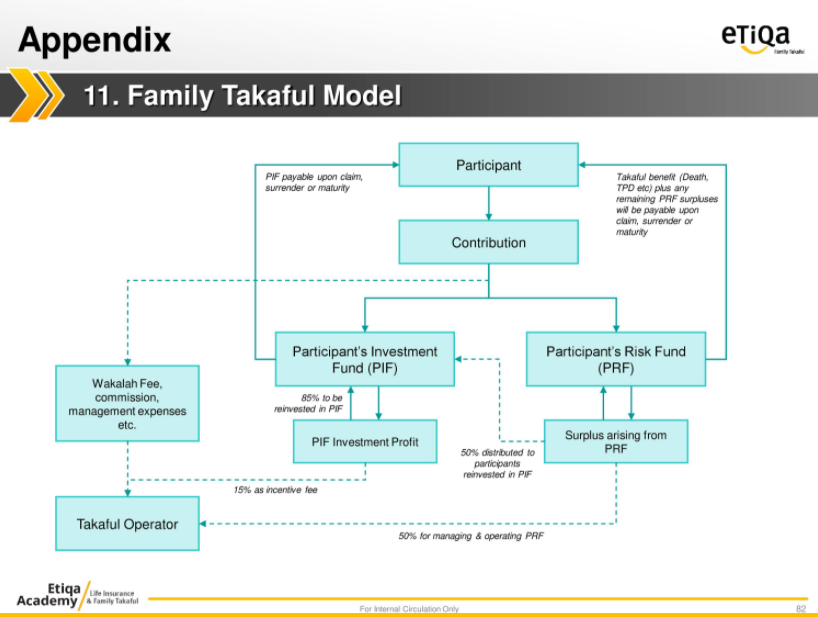 Appendix
eTiQa
Family Takaful
11. Family Takaful Model
Participant
PIF payable upon claim,
surrender or maturity
Takaful benefit (Death,
TPD etc) plus any
remaining PRF surpluses
will be payable upon
claim, surrender or
maturity
Contribution
Participant's Investment
Fund (PIF)
Participant's Risk Fund
(PRF)
Wakalah Fee,
commission,
management expenses
etc.
85% to be
reinvested in PIF
PIF Investment Profit
Surplus arising from
PRF
50% distributed to
participants
reinvested in PIF
15% as incentive fee
Takaful Operator
50% for managing & operating PRF
Etiqa
Academy
Life Insurance
& Family Takaful
For Internal Circulation Only
82